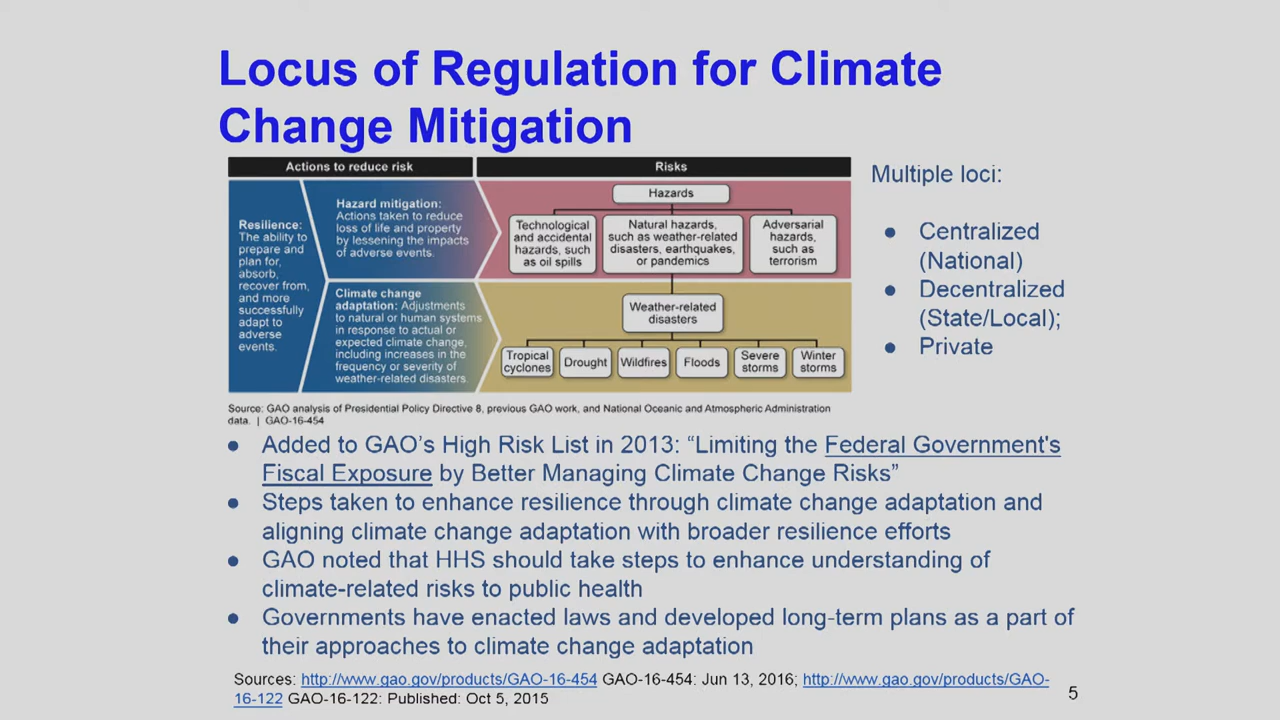 Locus of Regulation for Climate
Change Mitigation
Actions to reduce risk
Risks
Resilience:
The ability to
prepare and
plan for,
absorb,
recover from,
and more
successfully
adapt to
adverse
events.
Hazard mitigation:
Actions taken to reduce
loss of life and property
by lessening the impacts
of adverse events.
Climate change
adaptation: Adjustments
to natural or human systems
in response to actual or
expected climate change,
including increases in the
frequency or severity of
weather-related disasters.
Hazards
Technological
and accidental
hazards, such
as oil spills
Natural hazards,
such as weather-related
disasters, earthquakes,
or pandemics
Adversarial
hazards,
such as
terrorism
Weather-related
disasters
Tropical
cyclones
Drought
Wildfires
Floods
Severe
storms
Winter
storms
Source: GAO analysis of Presidential Policy Directive 8, previous GAO work, and National Oceanic and Atmospheric Administration
data. | GAO-16-454
Multiple loci:
● Centralized
(National)
● Decentralized
(State/Local);
● Private
● Added to GAO's High Risk List in 2013: “Limiting the Federal Government's
Fiscal Exposure by Better Managing Climate Change Risks”
● Steps taken to enhance resilience through climate change adaptation and
aligning climate change adaptation with broader resilience efforts
● GAO noted that HHS should take steps to enhance understanding of
climate-related risks to public health
● Governments have enacted laws and developed long-term plans as a part of
their approaches to climate change adaptation
Sources: http://www.gao.gov/products/GAO-16-454 GAO-16-454: Jun 13, 2016; http://www.gao.gov/products/GAO-
16-122 GAO-16-122: Published: Oct 5, 2015
5